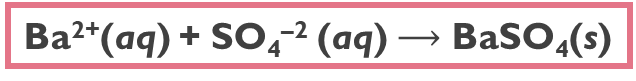 Ba²⁺(aq) + SO₄⁻² (aq) ⟶ BaSO₄(s)